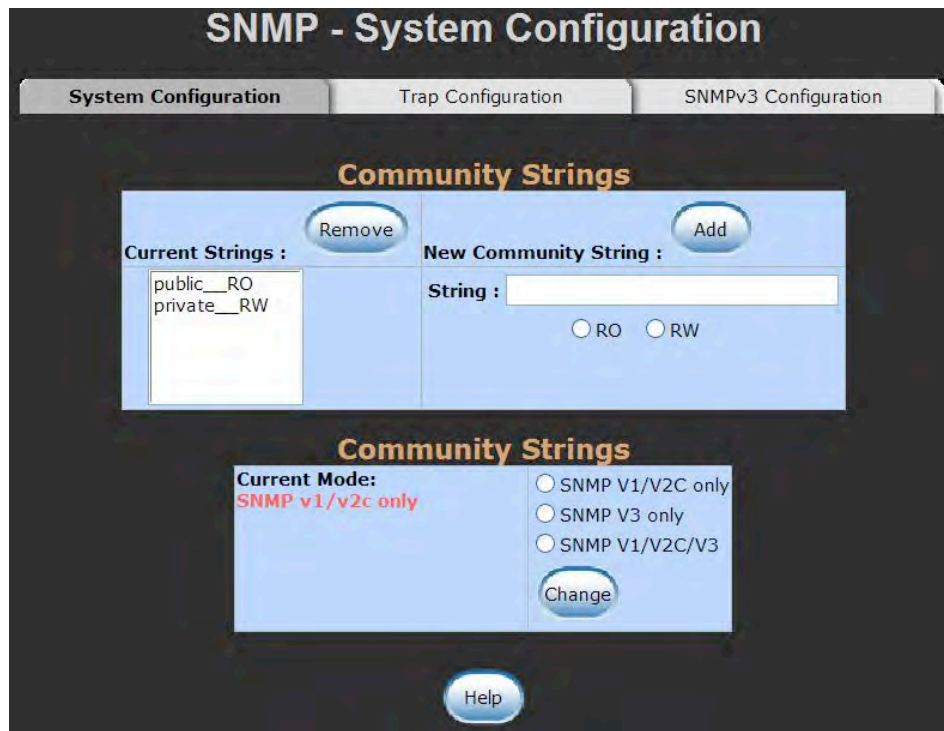 SNMP - System Configuration
System Configuration
Trap Configuration
SNMPv3 Configuration
Community Strings
Remove
Current Strings :
Add
New Community String :
public__RO
private__RW
String :
RO RW
Community Strings
Current Mode:
SNMP v1/v2c only
SNMP V1/V2C only
SNMP V3 only
SNMP V1/V2C/V3
Change
Help